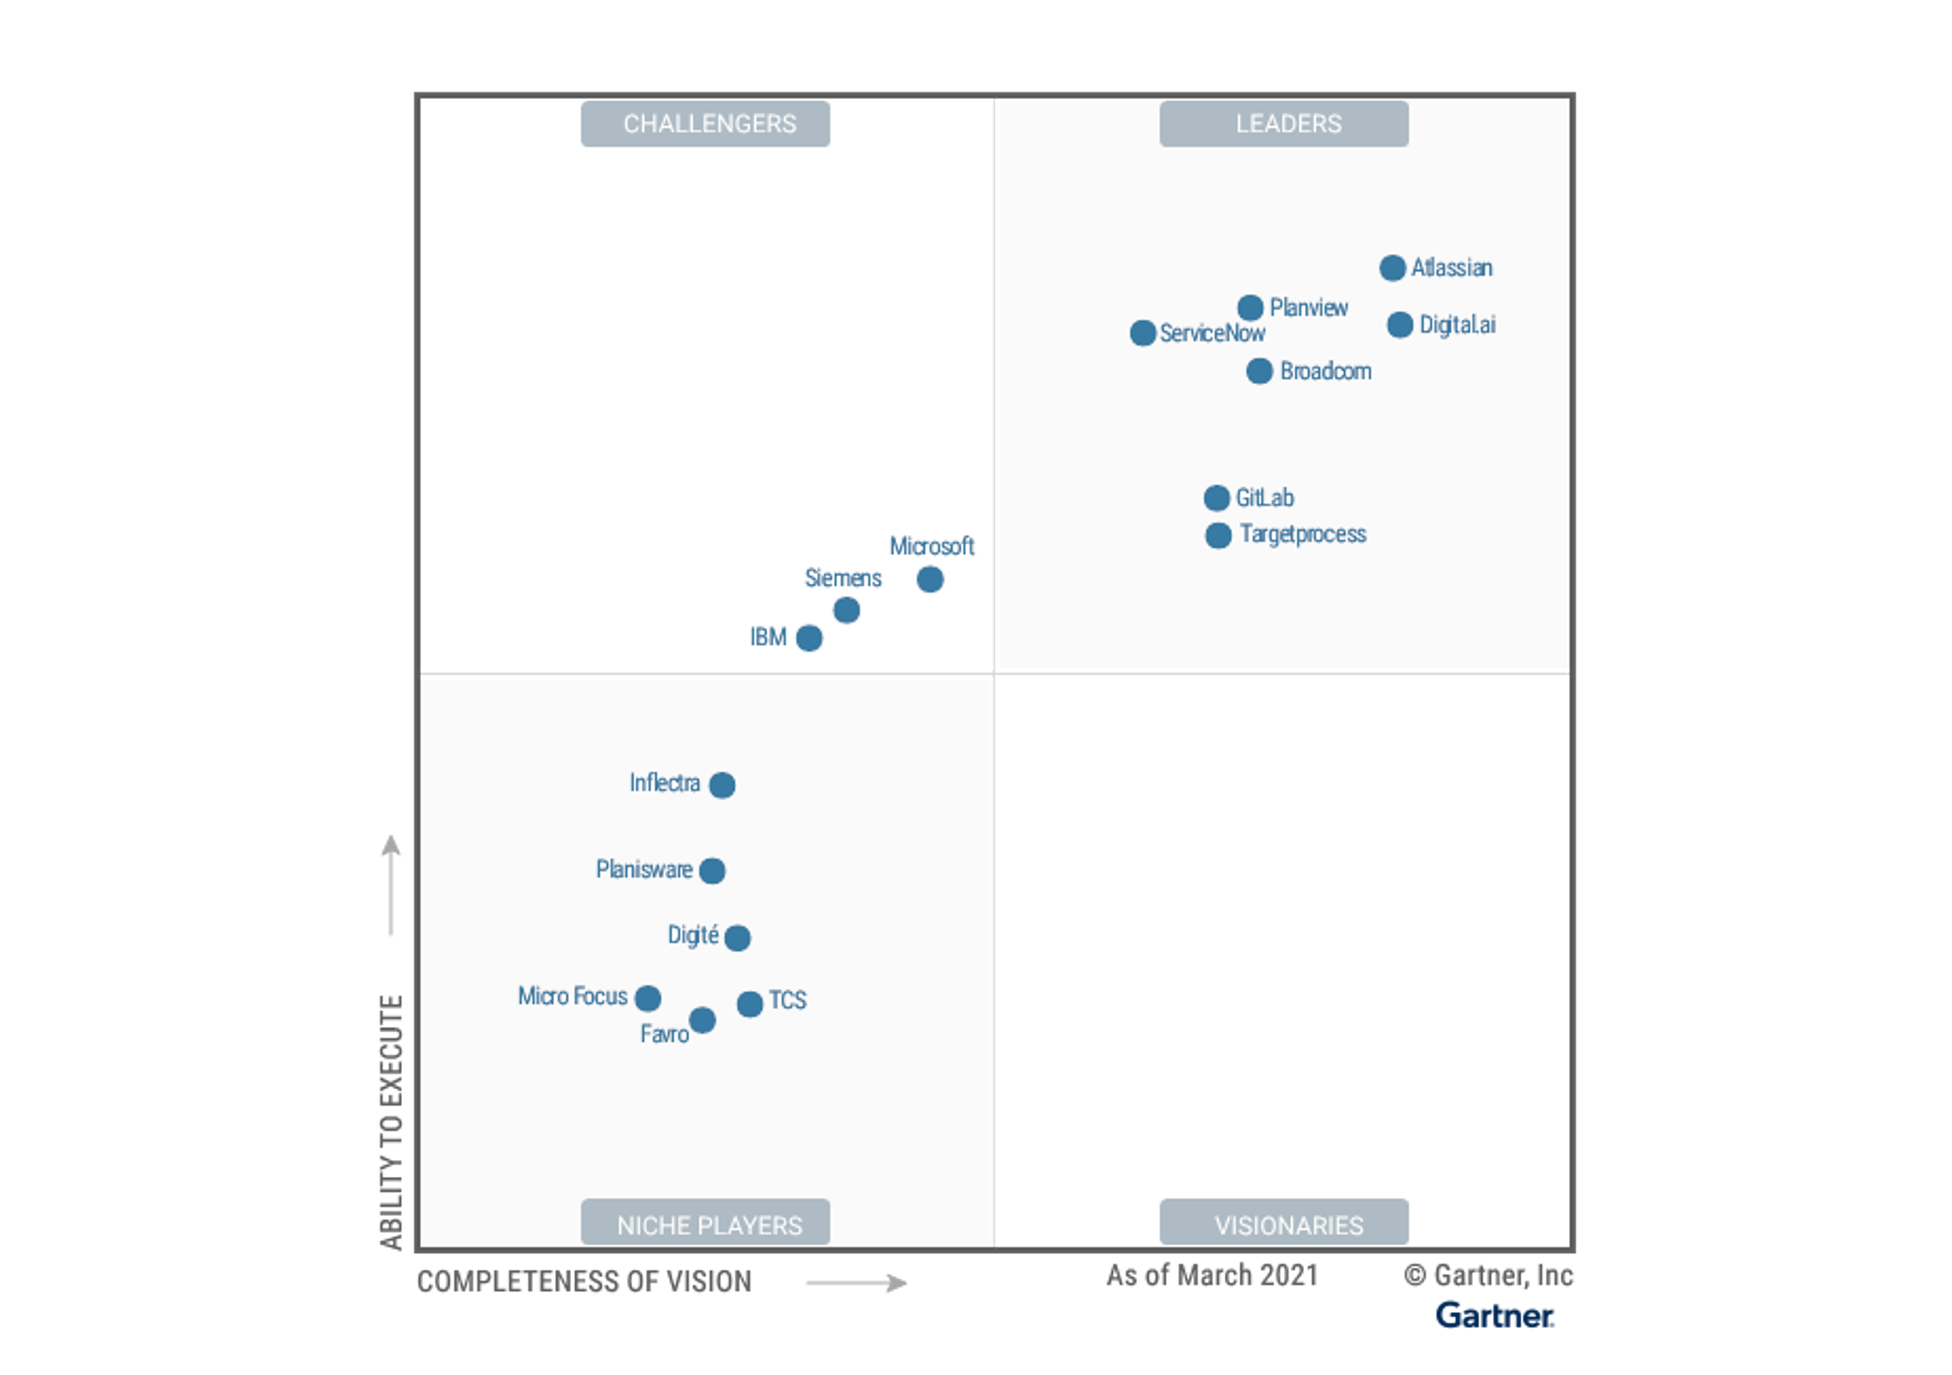 CHALLENGERS
LEADERS
Atlassian
Planview
Digital.ai
ServiceNow
Broadcom
GitLab
Targetprocess
Microsoft
Siemens
IBM
Inflectra
Planisware
Digité
Micro Focus
TCS
Favro
ABILITY TO EXECUTE
NICHE PLAYERS
VISIONARIES
COMPLETENESS OF VISION
As of March 2021
© Gartner, Inc
Gartner